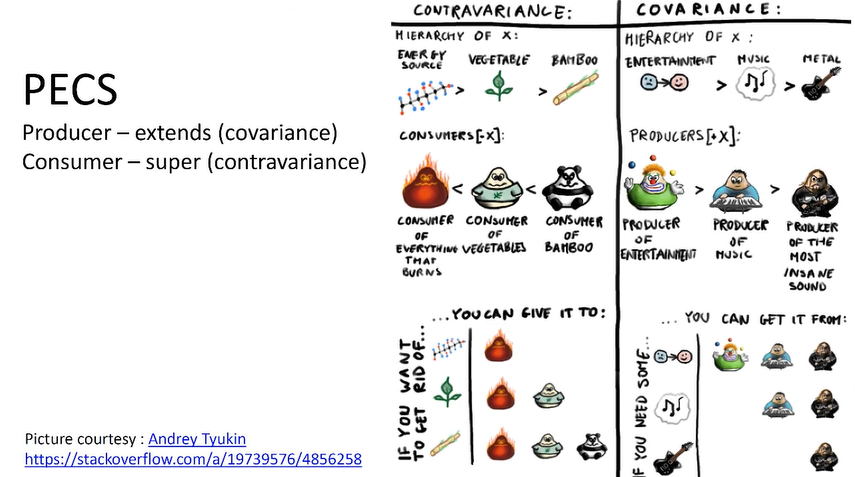 PECS
Producer – extends (covariance)
Consumer – super (contravariance)
Picture courtesy : Andrey Tyukin
https://stackoverflow.com/a/19739576/4856258
CONTRAVARIANCE:
HIERARCHY OF X:
ENERGY SOURCE
VEGETABLE
BAMBOO
> >
CONSUMERS[-X]:
< <
CONSUMER OF EVERYTHING THAT BURNS
CONSUMER OF VEGETABLES
CONSUMER OF BAMBOO
...YOU CAN GIVE IT TO:
IF YOU WANT
TO GET RID OF...
COVARIANCE:
HIERARCHY OF X:
ENTERTAINMENT
MUSIC
METAL
> >
PRODUCERS[+X]:
> >
PRODUCER OF ENTERTAINMENT
PRODUCER OF MUSIC
PRODUCER OF THE MOST INSANE SOUND
... YOU CAN GET IT FROM:
IF YOU NEED SOME...